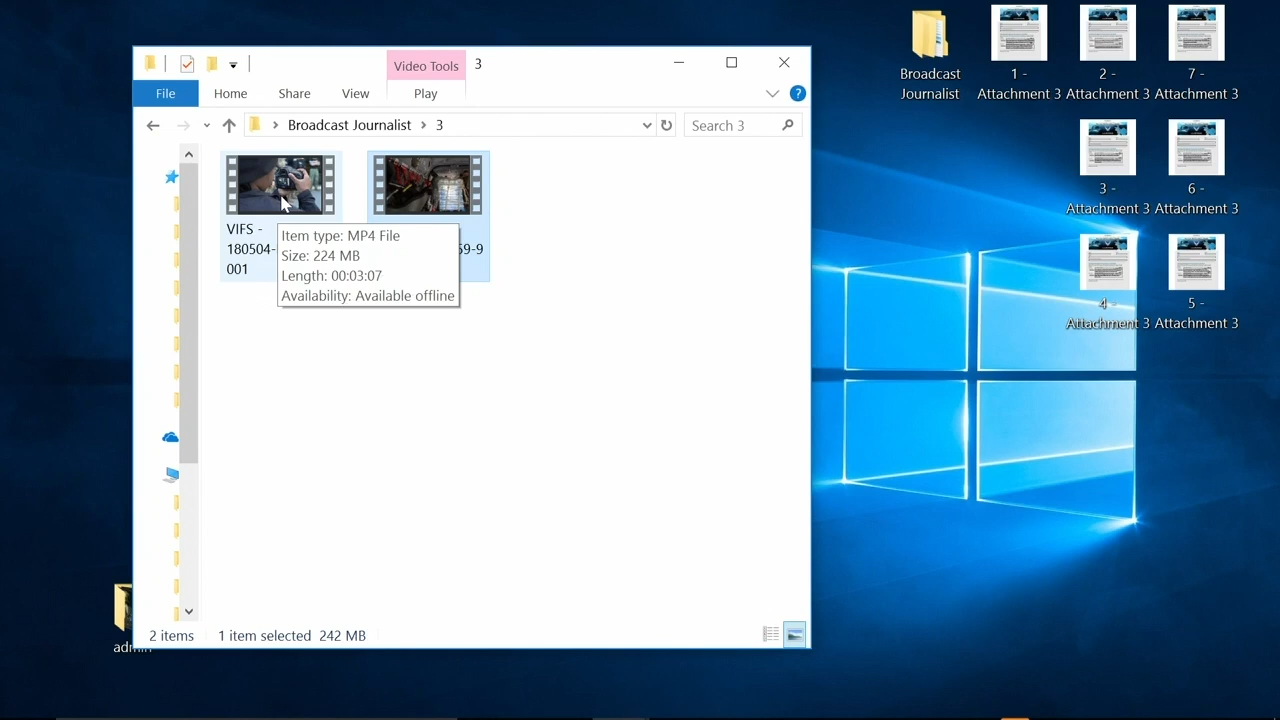 Video Tools
3
File
Home
Share
View
Play
?
Broadcast Journalist
3
Search 3
VIFS -
180504-
001
59-9
Item type: MP4 File
Size: 224 MB
Length: 00:03:07
Availability: Available offline
2 items
1 item selected 242 MB
Broadcast
Journalist
1 -
Attachment 3
2 -
Attachment 3
7 -
Attachment 3
3 -
Attachment 3
6 -
Attachment 3
4 -
Attachment 3
5 -
Attachment 3
admin